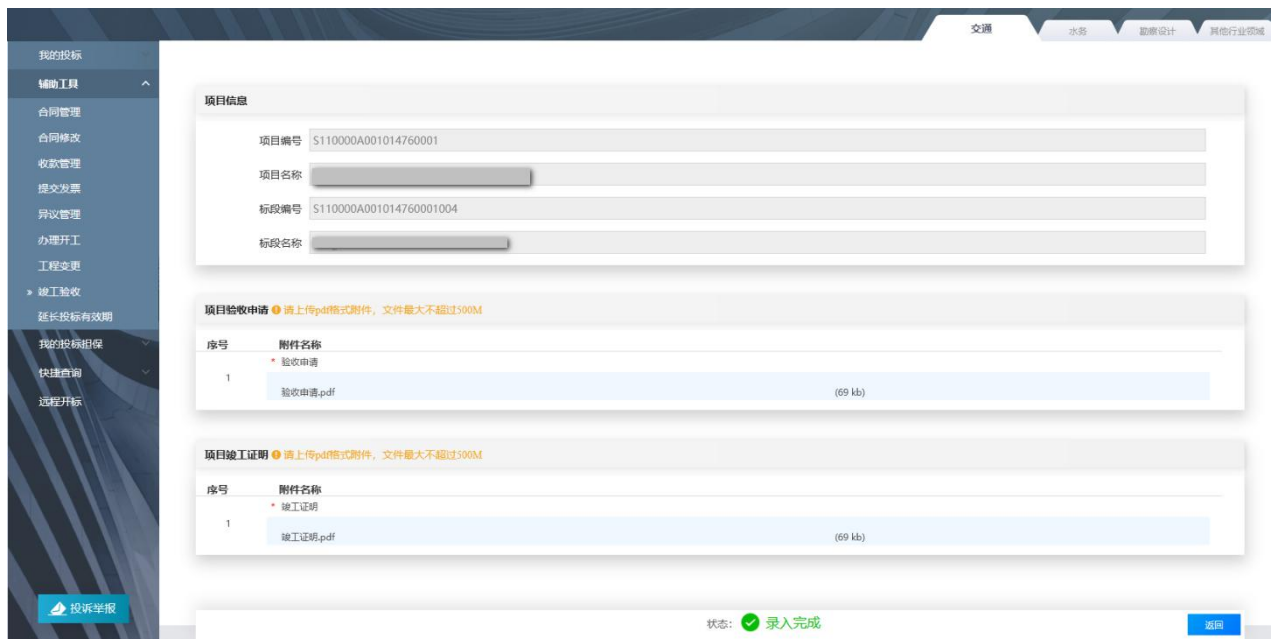 交通
水务
勘察设计
其他行业领域
我的投标
辅助工具
合同管理
合同修改
收款管理
提交发票
异议管理
办理开工
工程变更
» 竣工验收
延长投标有效期
我的投标担保
快捷查询
远程开标
投诉举报
项目信息
项目编号 S110000A001014760001
项目名称
标段编号 S110000A001014760001004
标段名称
项目验收申请 请上传pdf格式附件，文件最大不超过500M
序号 附件名称
* 验收申请
1
验收申请.pdf (69 kb)
项目竣工证明 请上传pdf格式附件，文件最大不超过500M
序号 附件名称
* 竣工证明
1
竣工证明.pdf (69 kb)
状态: 录入完成
返回